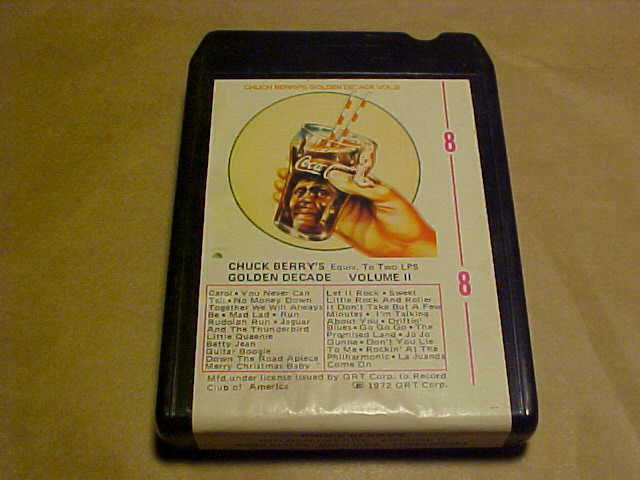 CHUCK BERRY'S GOLDEN DECADE VOL.II
Coca-Cola
8
8
CHUCK BERRY'S Equiv. To Two LPS
GOLDEN DECADE VOLUME II
Carol • You Never Can
Tell • No Money Down
Together We Will Always
Be • Mad Lad • Run
Rudolph Run • Jaguar
And The Thunderbird
Little Queenie
Betty Jean
Guitar Boogie
Down The Road Apiece
Merry Christmas Baby
Let It Rock • Sweet
Little Rock And Roller
It Don't Take But A Few
Minutes • I'm Talking
About You • Driftin'
Blues • Go Go Go • The
Promised Land • Jo Jo
Gunne • Don't You Lie
To Me • Rockin' At The
Philharmonic • La Juanda
Come On
Mfd. under license issued by GRT Corp. to Record
Club of America ℗ 1972 GRT Corp.
CHUCK BERRY'S